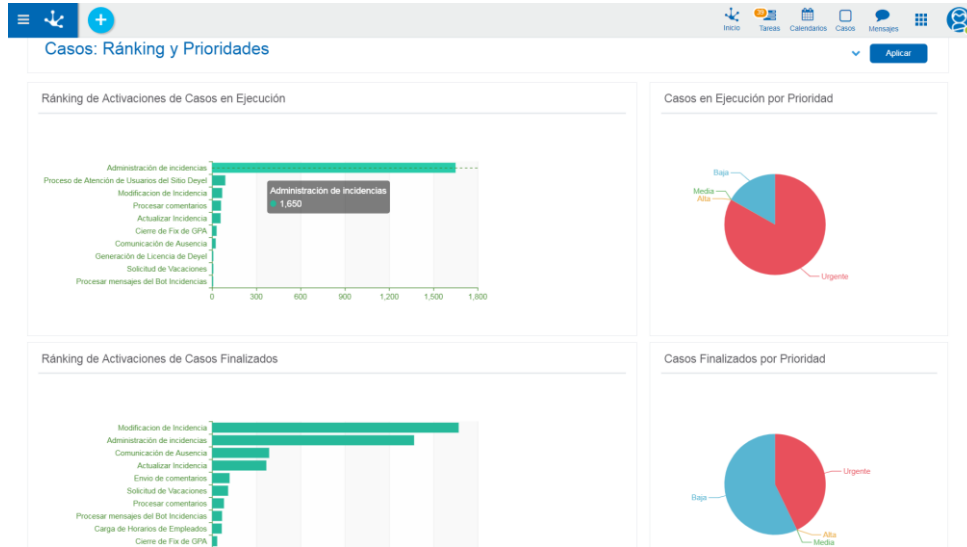 Inicio
Tareas
Calendarios
Casos
Mensajes
Casos: Ránking y Prioridades
Aplicar
Ránking de Activaciones de Casos en Ejecución
Administración de incidencias
Proceso de Atención de Usuarios del Sitio Deyel
Modificacion de Incidencia
Procesar comentarios
Actualizar Incidencia
Cierre de Fix de GPA
Comunicación de Ausencia
Generación de Licencia de Deyel
Solicitud de Vacaciones
Procesar mensajes del Bot Incidencias
Administración de incidencias
1,650
0 300 600 900 1,200 1,500 1,800
Casos en Ejecución por Prioridad
Baja
Media
Alta
Urgente
Ránking de Activaciones de Casos Finalizados
Modificacion de Incidencia
Administración de incidencias
Comunicación de Ausencia
Actualizar Incidencia
Envio de comentarios
Solicitud de Vacaciones
Procesar comentarios
Procesar mensajes del Bot Incidencias
Carga de Horarios de Empleados
Cierre de Fix de GPA
Casos Finalizados por Prioridad
Urgente
Baja
Alta
Media